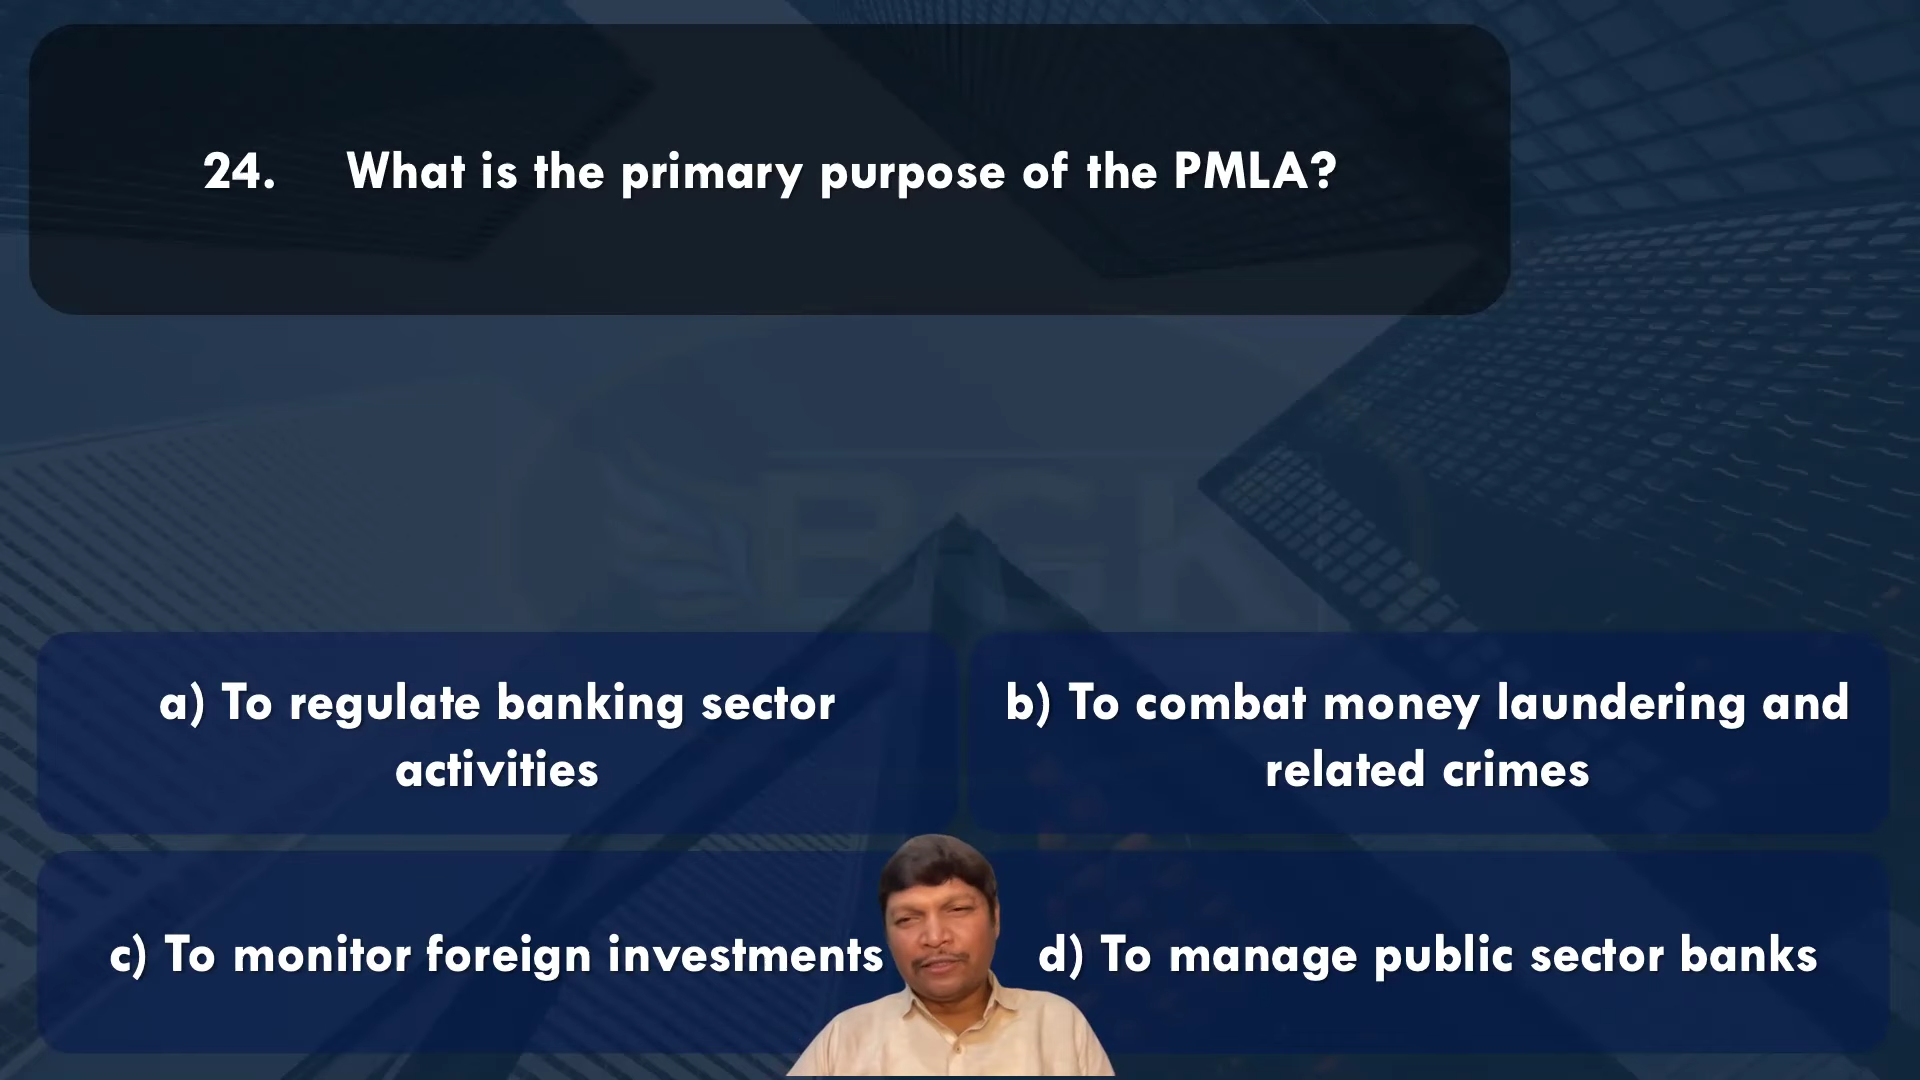 24. What is the primary purpose of the PMLA?
BGK
a) To regulate banking sector
activities
b) To combat money laundering and
related crimes
c) To monitor foreign investments
d) To manage public sector banks